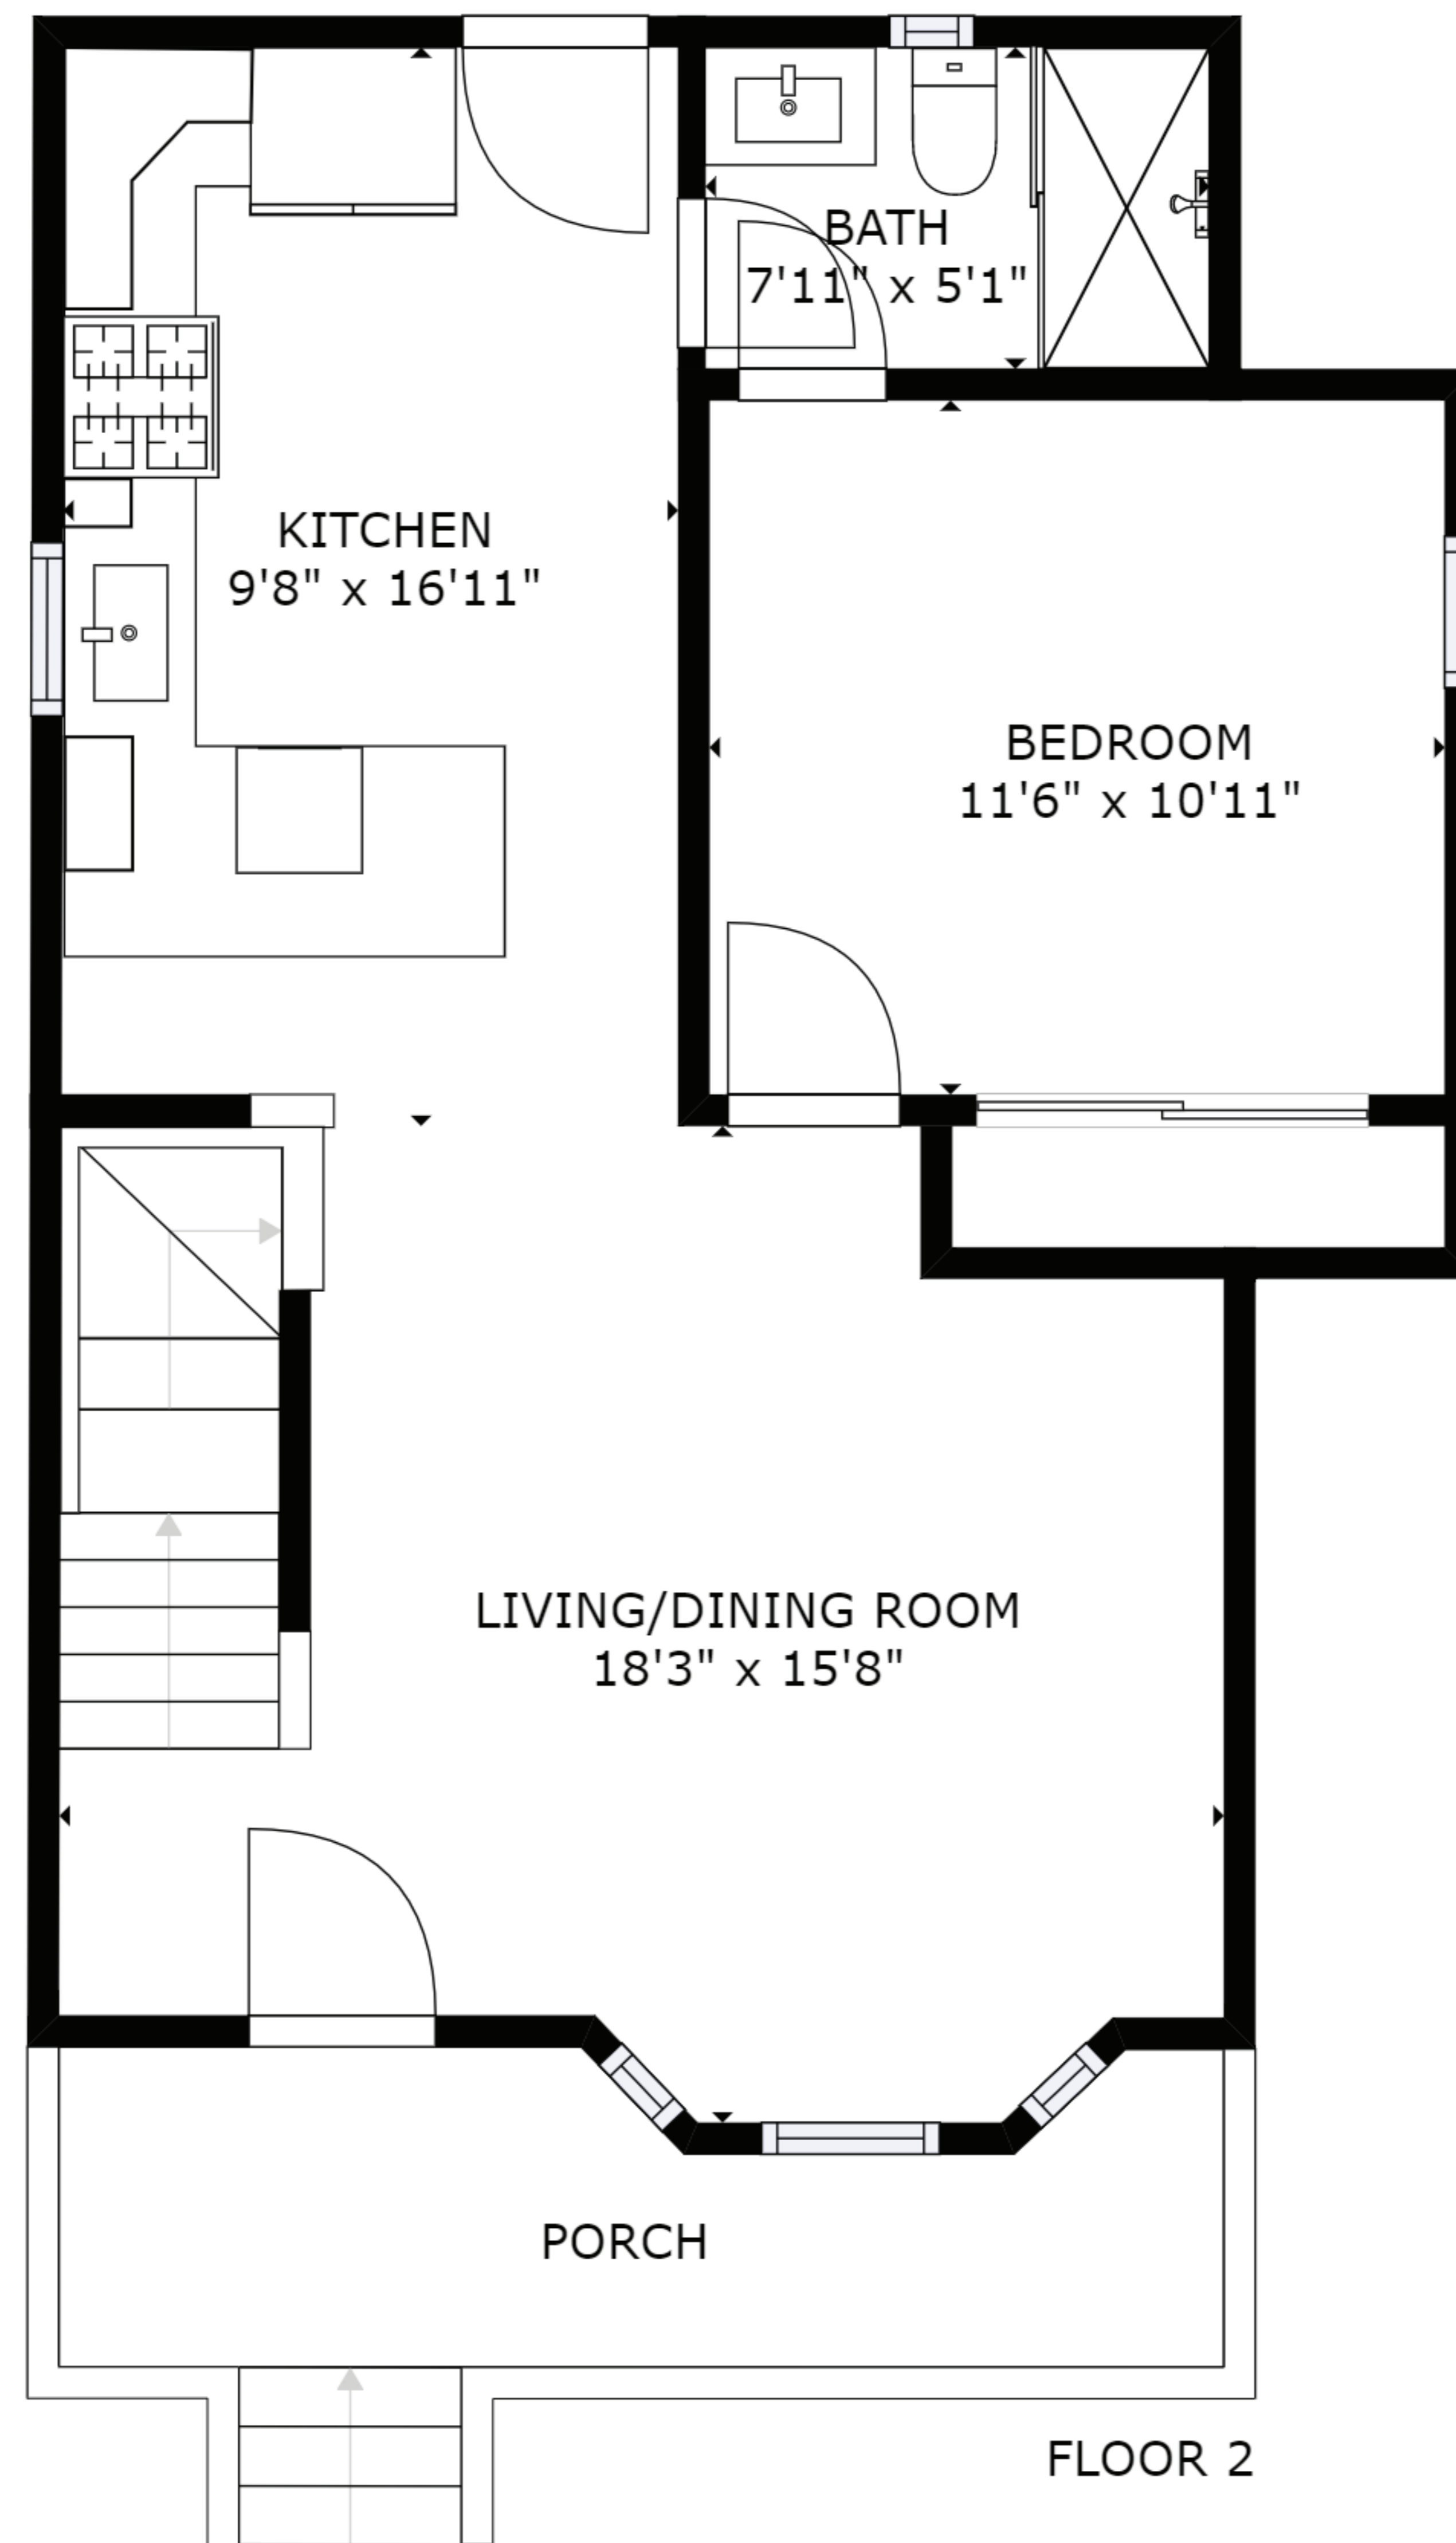 BATH
7'11" x 5'1"
KITCHEN
9'8" x 16'11"
BEDROOM
11'6" x 10'11"
LIVING/DINING ROOM
18'3" x 15'8"
PORCH
FLOOR 2